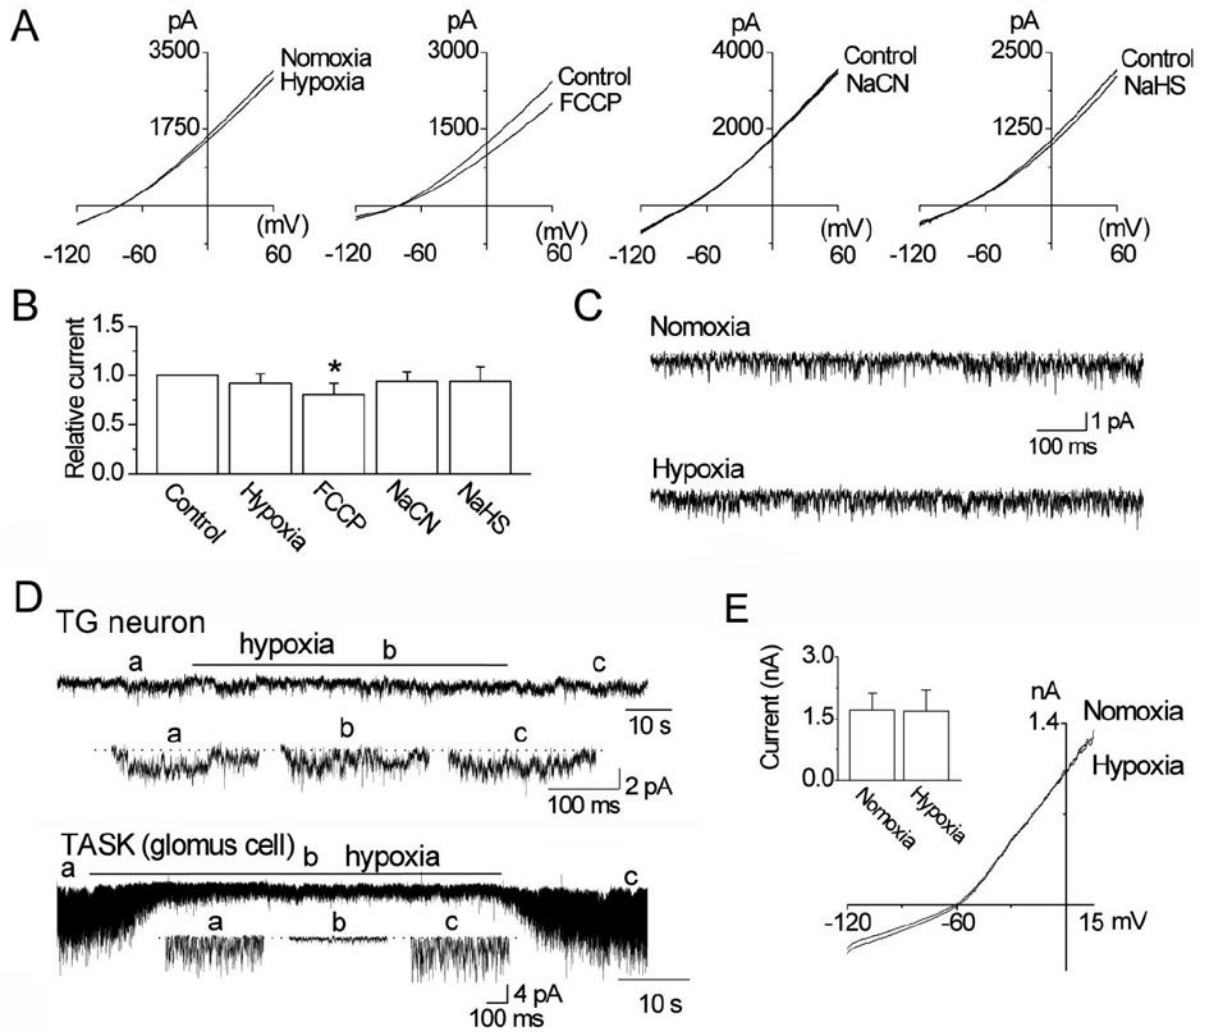 A
pA
pA
pA
pA
3500
3000
4000
2500
Nomoxia
Hypoxia
Control
FCCP
Control
NaCN
Control
NaHS
1750
1500
2000
1250
(mV)
(mV)
(mV)
(mV)
-120 -60 60
-120 -60 60
-120 -60 60
-120 -60 60
B
Relative current
1.5
1.0
0.5
0.0
*
Control
Hypoxia
FCCP
NaCN
NaHS
C
Nomoxia
1 pA
100 ms
Hypoxia
D
TG neuron
hypoxia
a b c
10 s
a b c
2 pA
100 ms
TASK (glomus cell)
hypoxia
a b c
a b c
4 pA
100 ms
10 s
E
Current (nA)
3.0
1.5
0.0
Nomoxia
Hypoxia
nA
1.4
Nomoxia
Hypoxia
-120 -60 15 mV